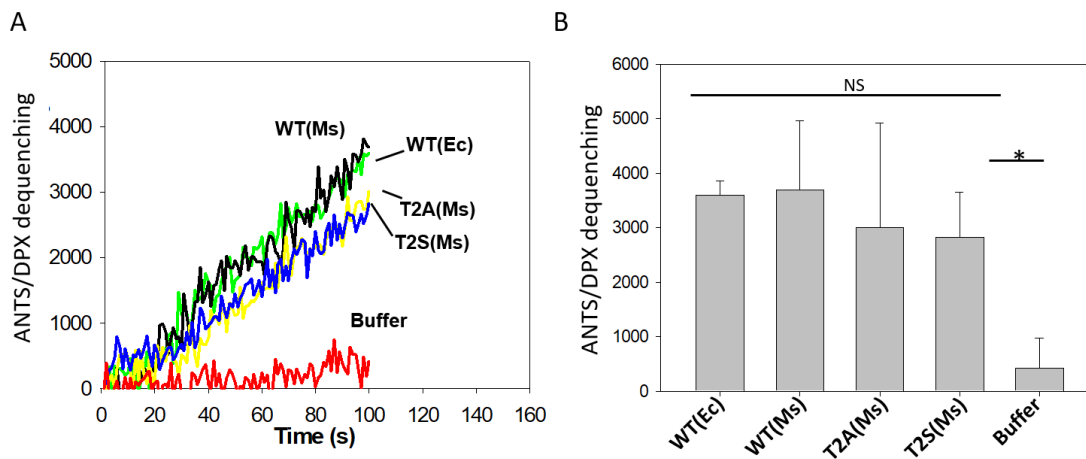 A
ANTS/DPX dequenching
5000
4000
3000
2000
1000
0
0
20
40
60
80
100
120
140
160
Time (s)
WT(Ms)
WT(Ec)
T2A(Ms)
T2S(Ms)
Buffer
B
ANTS/DPX dequenching
6000
5000
4000
3000
2000
1000
0
NS
*
WT(Ec)
WT(Ms)
T2A(Ms)
T2S(Ms)
Buffer